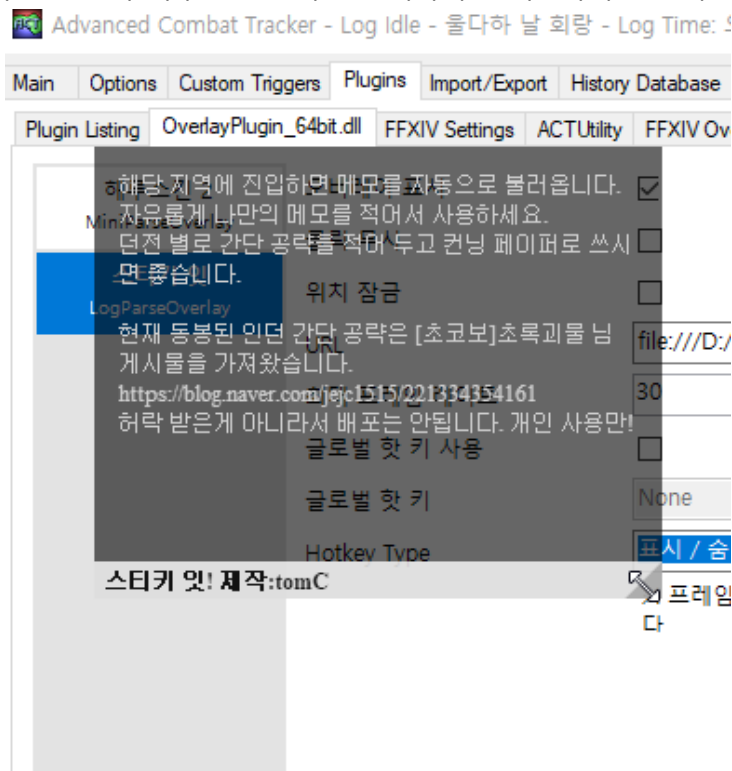 Advanced Combat Tracker - Log Idle - 울다하 날 회랑 - Log Time:
Main Options Custom Triggers Plugins Import/Export History Database
Plugin Listing OverlayPlugin_64bit.dll FFXIV Settings ACTUtility FFXIV Ov
해당 지역에 진입하면 메모를 자동으로 불러옵니다.
자유롭게 나만의 메모를 적어서 사용하세요.
던전 별로 간단 공략을 적어 두고 컨닝 페이퍼로 쓰시
면 좋습니다.
현재 동봉된 인던 간단 공략은 [초코보]초록괴물 님
게시물을 가져왔습니다.
https://blog.naver.com/jejc1515/221334354161
허락 받은게 아니라서 배포는 안됩니다. 개인 사용만!
스티키 잇! 제작:tomC
MiniParseOverlay
LogParseOverlay
위치 잠금
URL
file:///D:/
30
글로벌 핫 키 사용
글로벌 핫 키
None
Hotkey Type
표시 / 숨
프레임
다